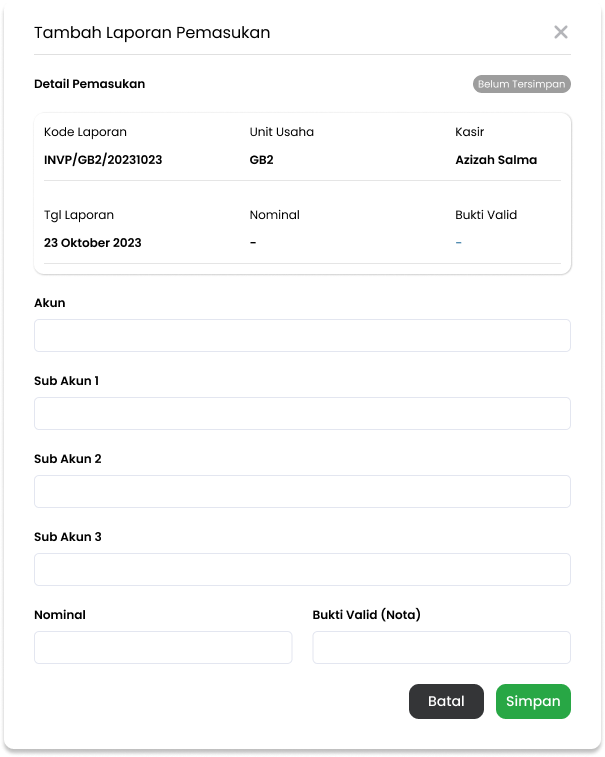 Tambah Laporan Pemasukan
Detail Pemasukan
Belum Tersimpan
Kode Laporan
Unit Usaha
Kasir
INVP/GB2/20231023
GB2
Azizah Salma
Tgl Laporan
Nominal
Bukti Valid
23 Oktober 2023
-
-
Akun
Sub Akun 1
Sub Akun 2
Sub Akun 3
Nominal
Bukti Valid (Nota)
Batal
Simpan